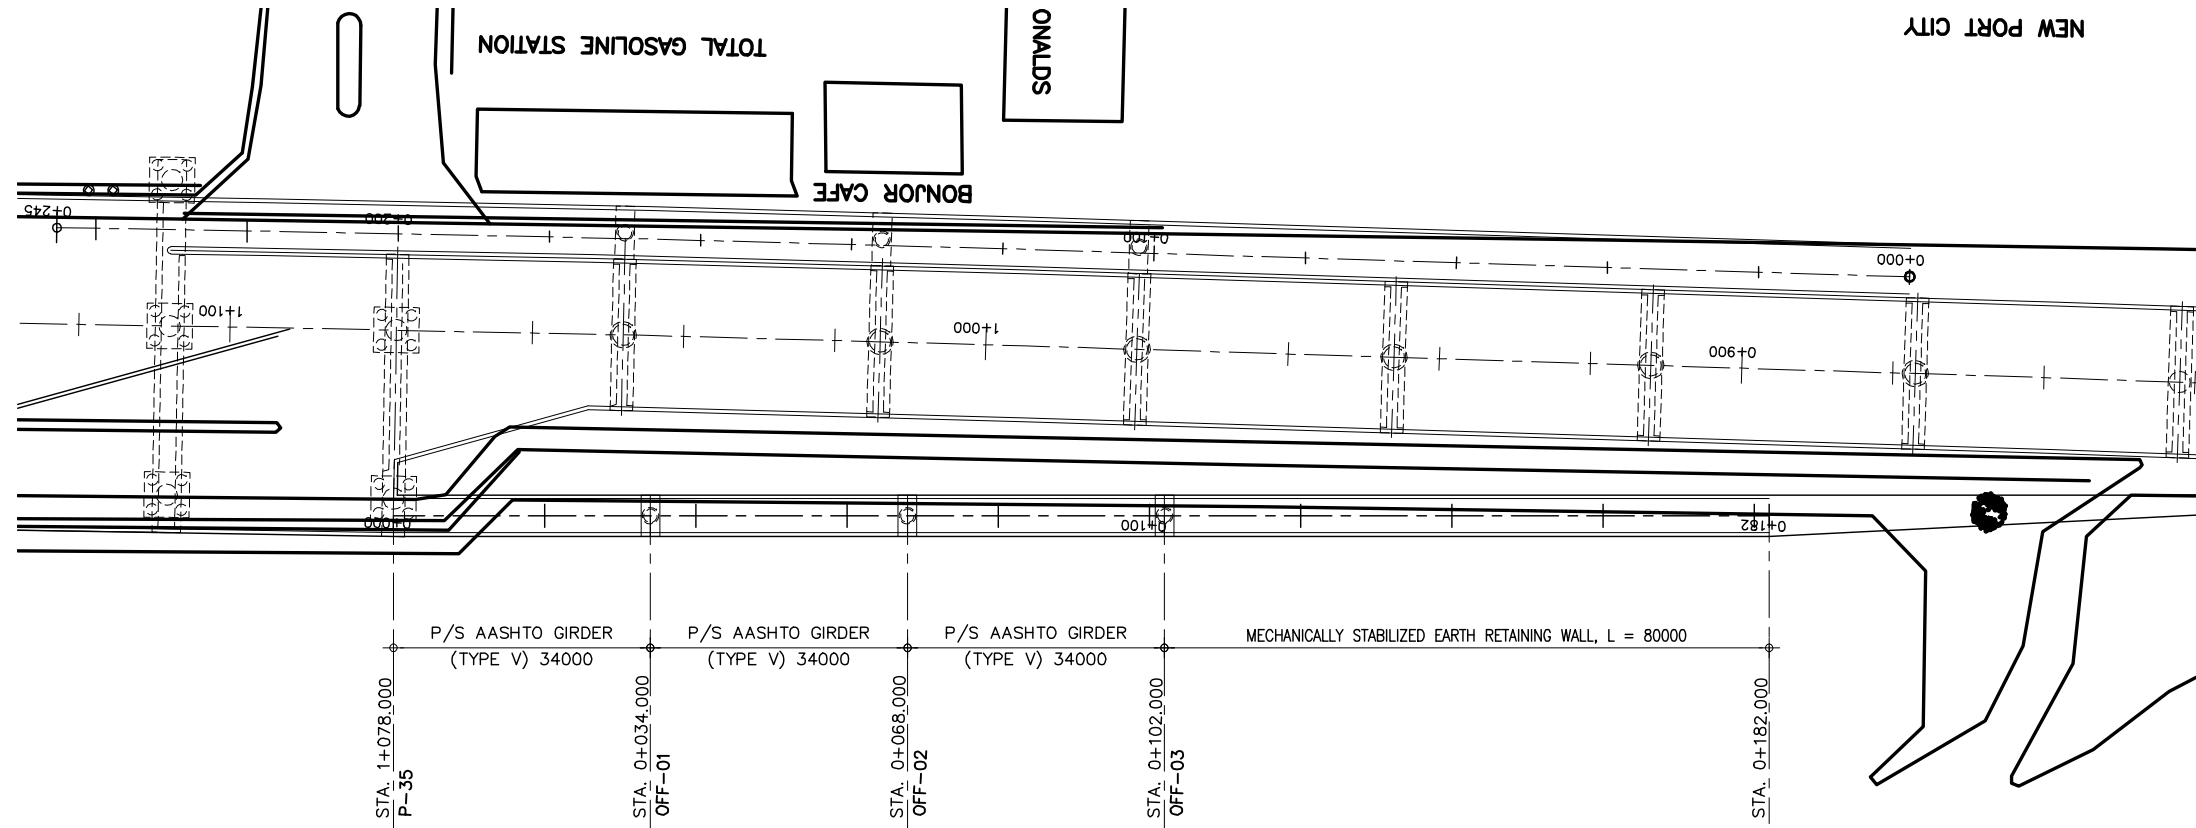 NEW PORT CITY
TOTAL GASOLINE STATION
ONALDS
BONJOR CAFE
0+245
0+200
0+100
0+000
1+100
1+000
0+900
0+000
0+100
0+182
P/S AASHTO GIRDER
(TYPE V) 34000
P/S AASHTO GIRDER
(TYPE V) 34000
P/S AASHTO GIRDER
(TYPE V) 34000
MECHANICALLY STABILIZED EARTH RETAINING WALL, L = 80000
STA. 1+078.000
P-35
STA. 0+034.000
OFF-01
STA. 0+068.000
OFF-02
STA. 0+102.000
OFF-03
STA. 0+182.000